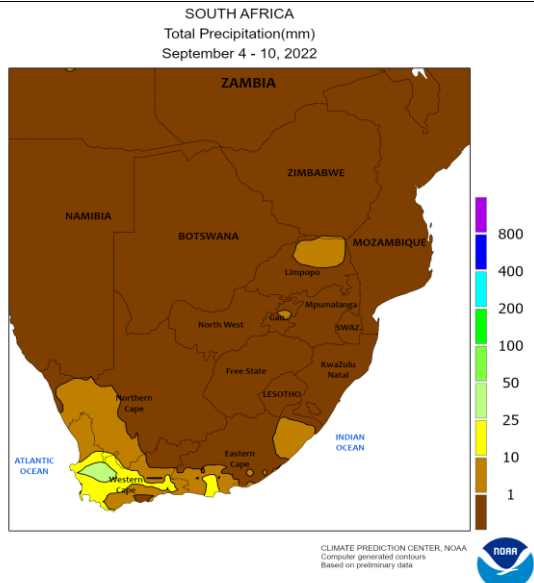 SOUTH AFRICA
Total Precipitation(mm)
September 4 - 10, 2022
ZAMBIA
ZIMBABWE
NAMIBIA
BOTSWANA
MOZAMBIQUE
Limpopo
Mpumalanga
North West
Gau.
SWAZ.
Free State
KwaZulu
Natal
LESOTHO
Northern
Cape
Eastern
Cape
INDIAN
OCEAN
ATLANTIC
OCEAN
Western
Cape
800
400
200
100
50
25
10
1
CLIMATE PREDICTION CENTER, NOAA
Computer generated contours
Based on preliminary data
NOAA